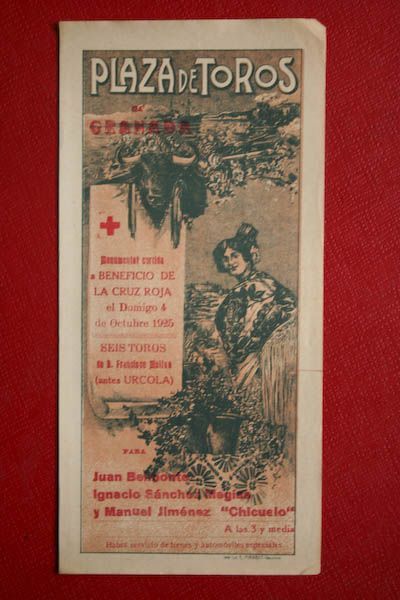 PLAZA DE TOROS
DE
GRANADA
Monumental corrida
a BENEFICIO DE
LA CRUZ ROJA
el Domigo 4
de Octubre 1925
SEIS TOROS
de D. Francisco Molina
(antes URCOLA)
PARA
Juan Belmonte
Ignacio Sánchez Megías
y Manuel Jiménez "Chicuelo"
A las 3 y media
Habrá servicio de trenes y automóviles especiales.